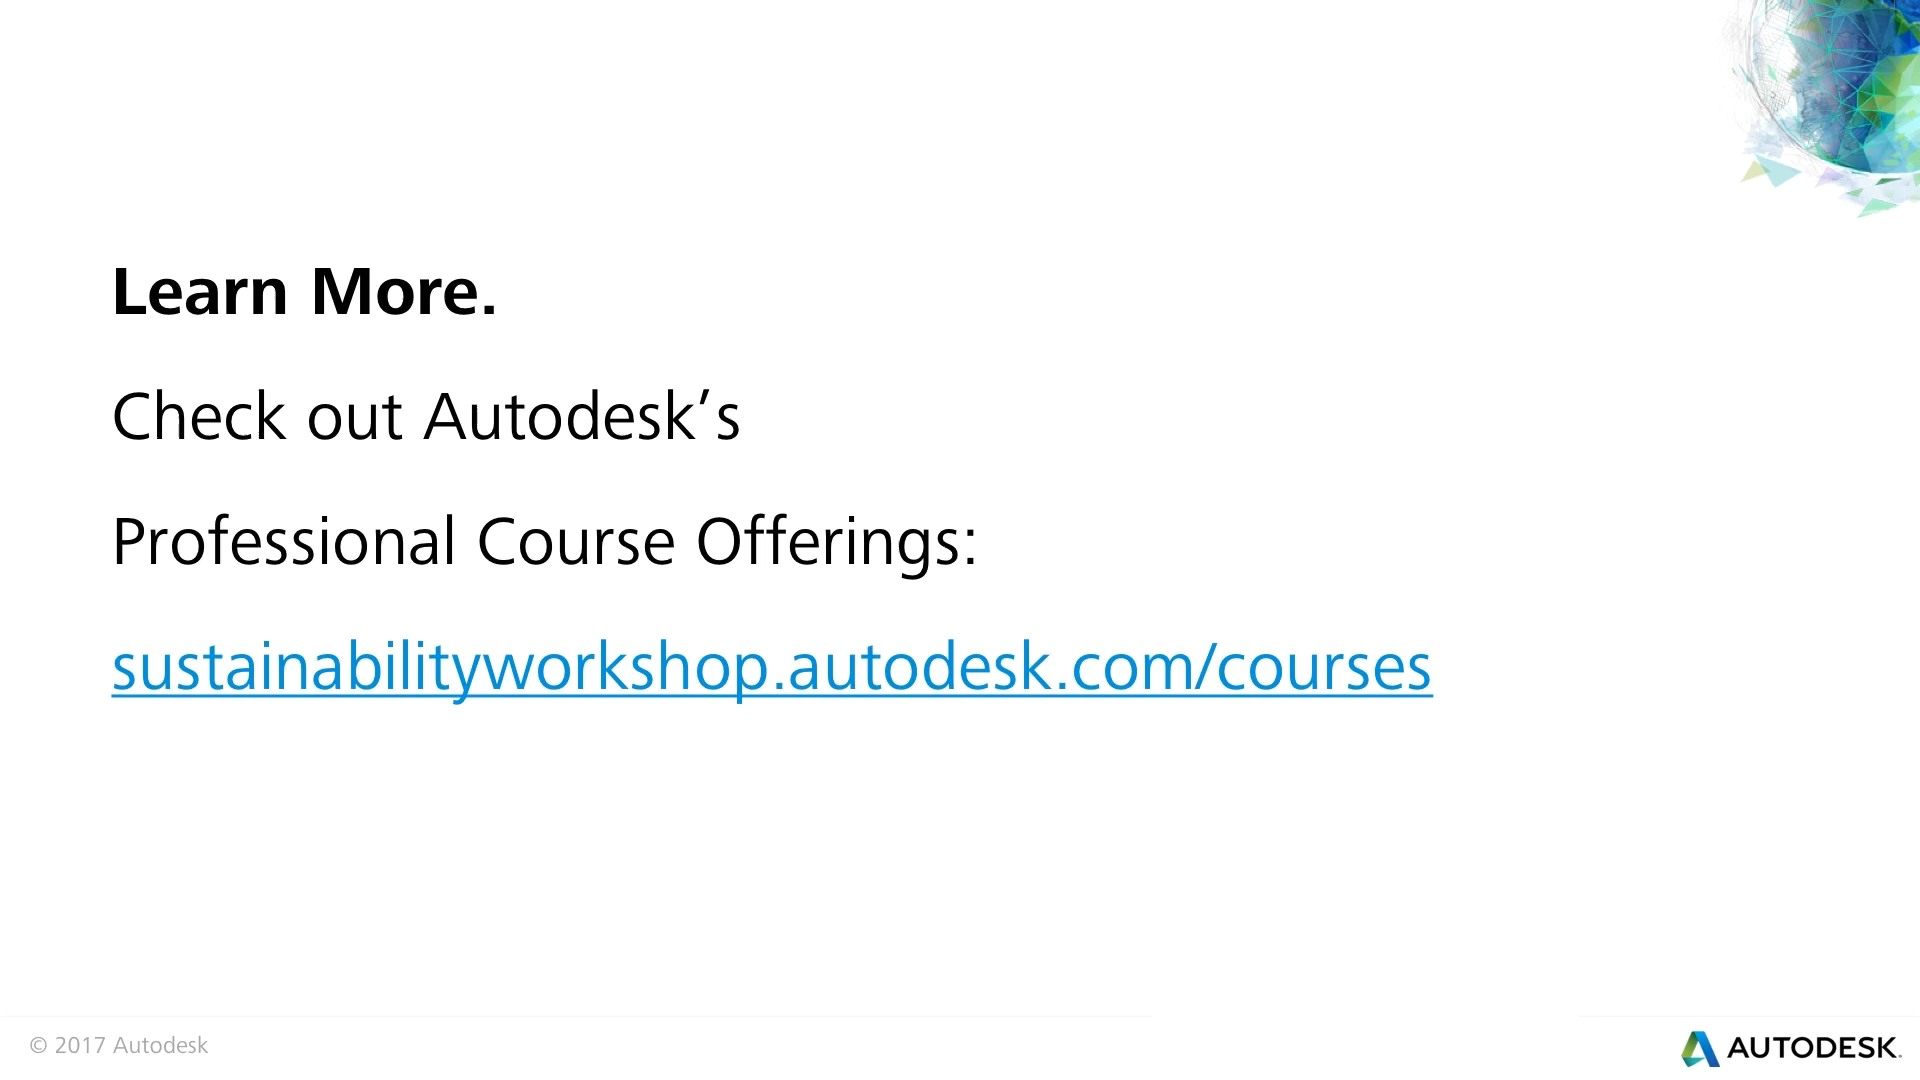 Learn More.
Check out Autodesk’s
Professional Course Offerings:
sustainabilityworkshop.autodesk.com/courses
© 2017 Autodesk
AUTODESK.